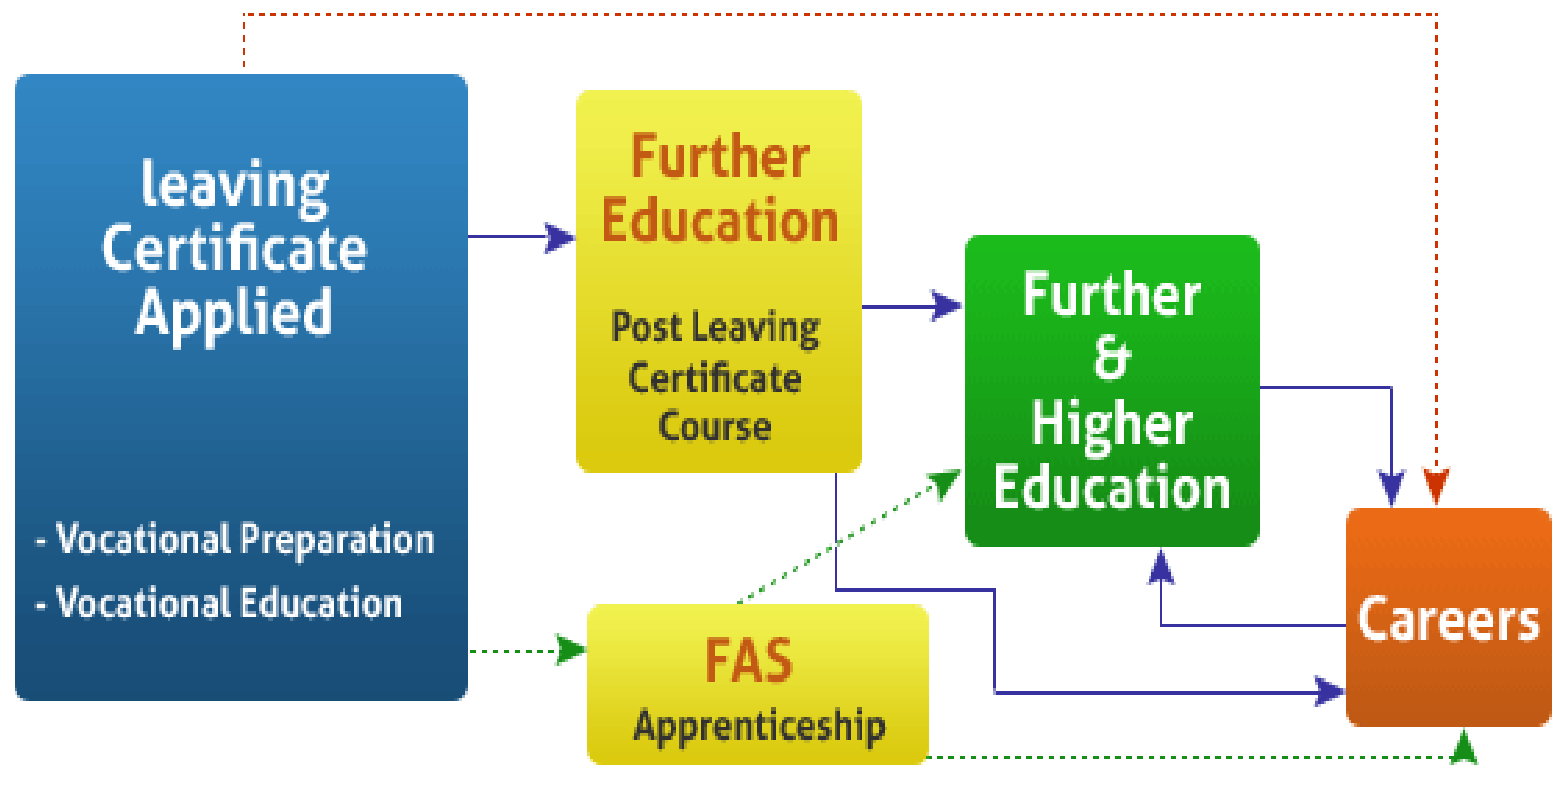 leaving
Certificate
Applied
- Vocational Preparation
- Vocational Education
Further
Education
Post Leaving
Certificate
Course
FAS
Apprenticeship
Further
&
Higher
Education
Careers